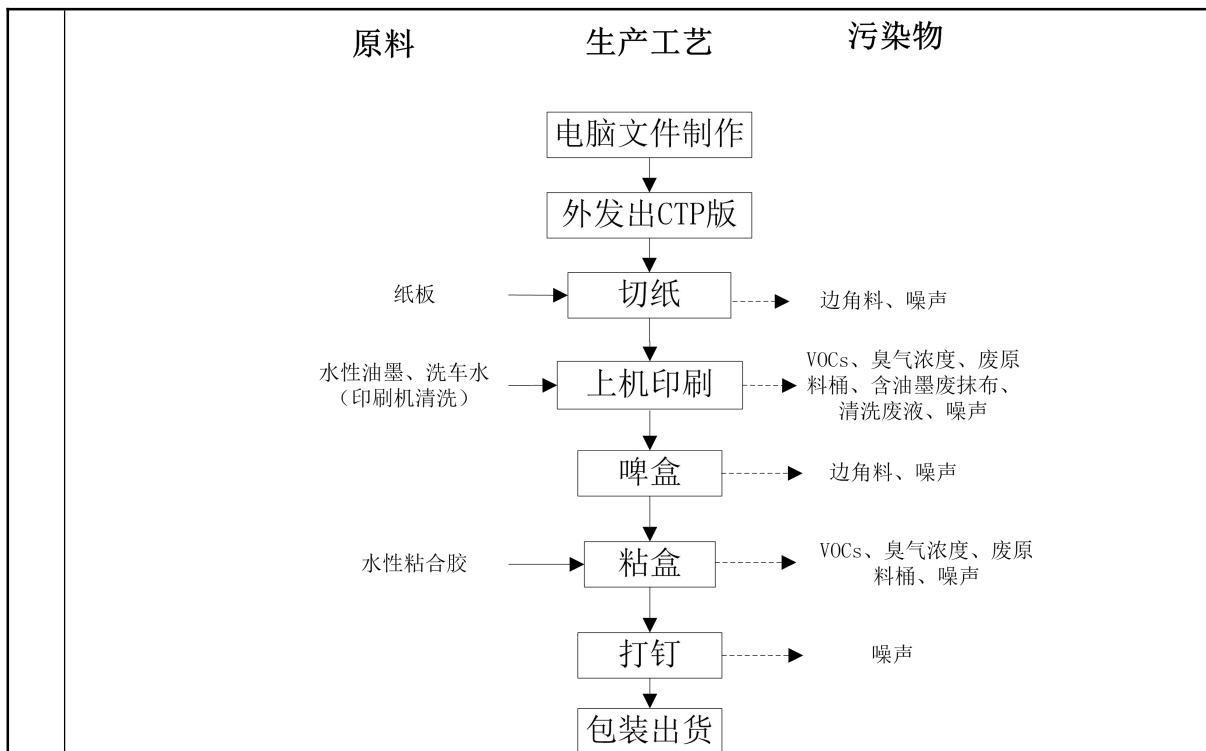 原料 生产工艺 污染物
电脑文件制作
外发出CTP版
纸板 切纸 边角料、噪声
水性油墨、洗车水
（印刷机清洗）
上机印刷
VOCs、臭气浓度、废原
料桶、含油墨废抹布、
清洗废液、噪声
啤盒 边角料、噪声
水性粘合胶 粘盒
VOCs、臭气浓度、废原
料桶、噪声
打钉 噪声
包装出货